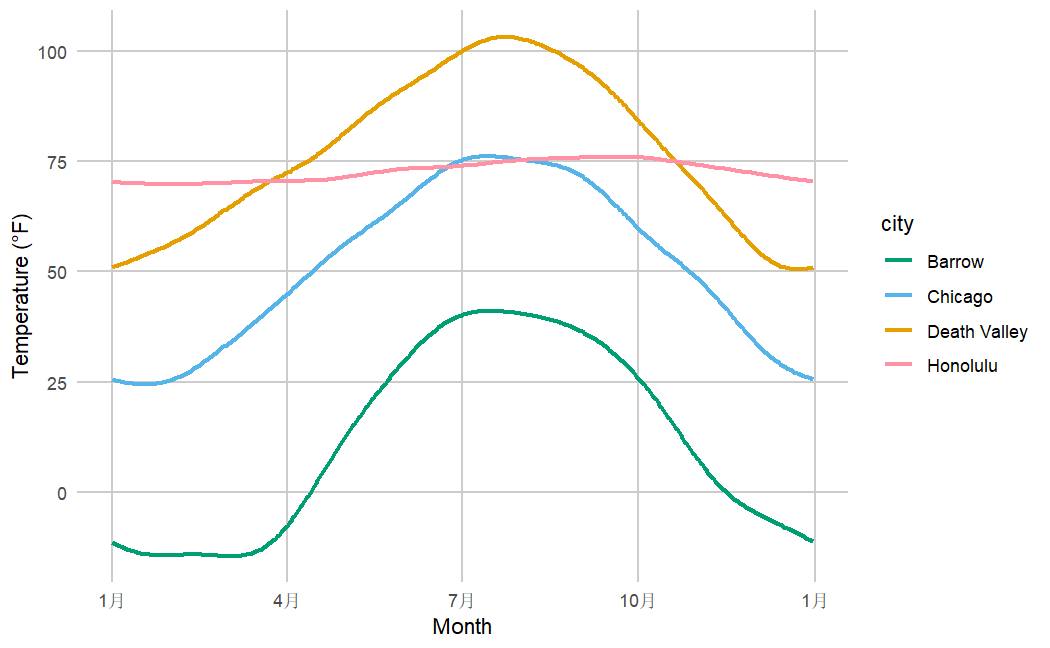 Temperature (°F)
100
75
50
25
0
1月 4月 7月 10月 1月
Month
city
Barrow
Chicago
Death Valley
Honolulu